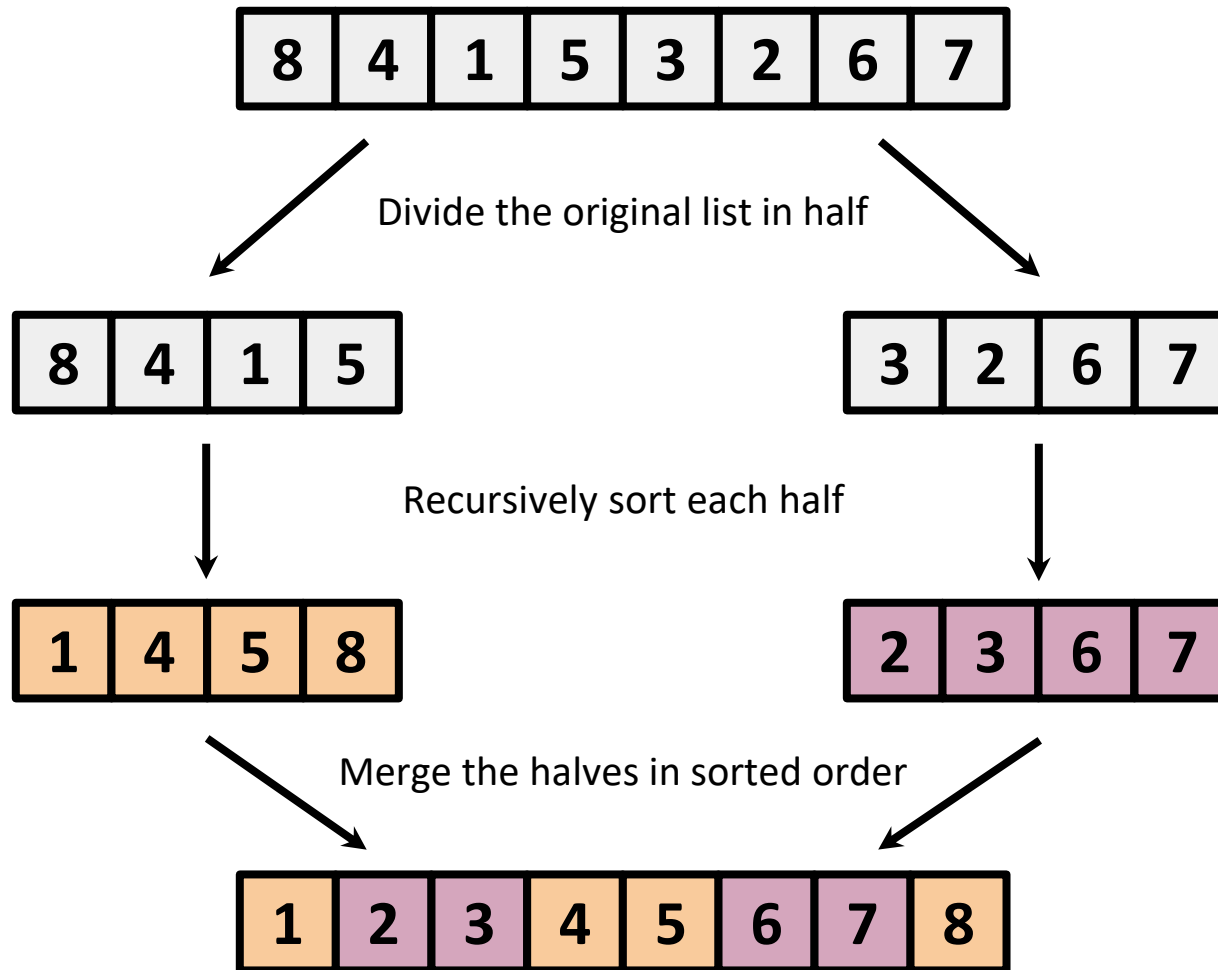 8 4 1 5 3 2 6 7
Divide the original list in half
8 4 1 5
3 2 6 7
Recursively sort each half
1 4 5 8
2 3 6 7
Merge the halves in sorted order
1 2 3 4 5 6 7 8